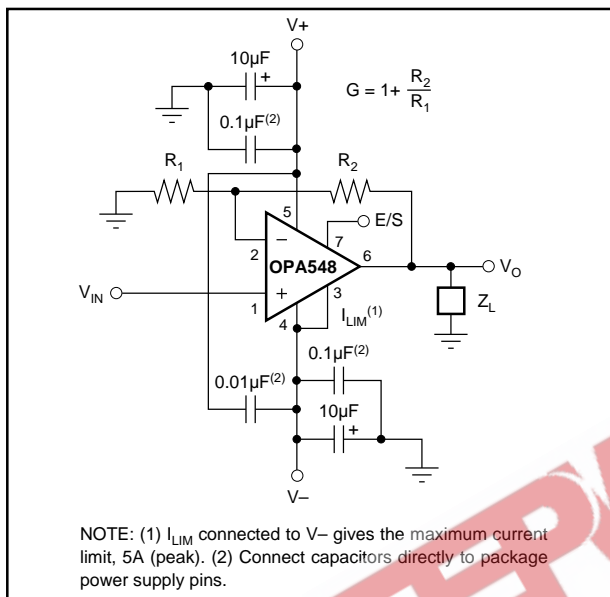 V+
10µF
+
G = 1+ R2
R1
0.1µF(2)
R1
R2
5
E/S
7
−
2
OPA548
6
VO
VIN
+
1
3
4
ILIM(1)
ZL
0.01µF(2)
0.1µF(2)
10µF
+
V–
NOTE: (1) ILIM connected to V– gives the maximum current
limit, 5A (peak). (2) Connect capacitors directly to package
power supply pins.